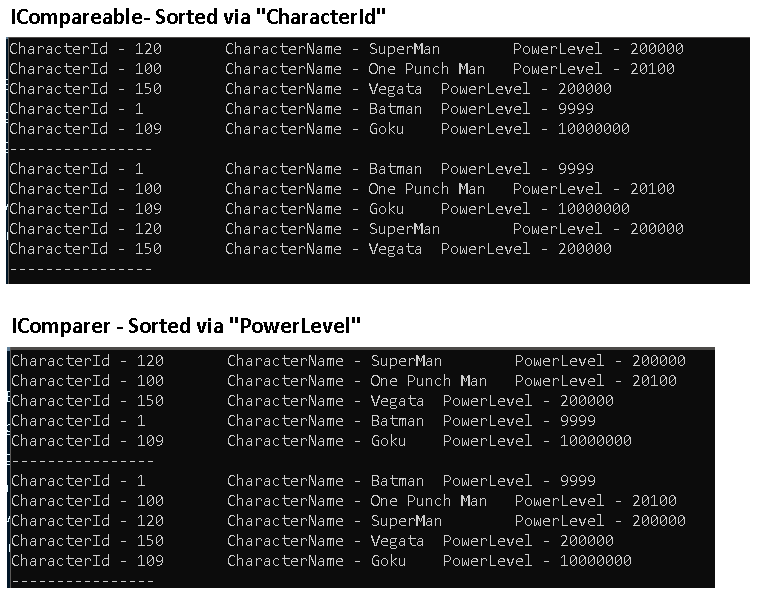 ICompareable- Sorted via "CharacterId"
CharacterId - 120 CharacterName - SuperMan PowerLevel - 200000
CharacterId - 100 CharacterName - One Punch Man PowerLevel - 20100
CharacterId - 150 CharacterName - Vegata PowerLevel - 200000
CharacterId - 1 CharacterName - Batman PowerLevel - 9999
CharacterId - 109 CharacterName - Goku PowerLevel - 10000000
----------------
CharacterId - 1 CharacterName - Batman PowerLevel - 9999
CharacterId - 100 CharacterName - One Punch Man PowerLevel - 20100
CharacterId - 109 CharacterName - Goku PowerLevel - 10000000
CharacterId - 120 CharacterName - SuperMan PowerLevel - 200000
CharacterId - 150 CharacterName - Vegata PowerLevel - 200000
----------------
IComparer - Sorted via "PowerLevel"
CharacterId - 120 CharacterName - SuperMan PowerLevel - 200000
CharacterId - 100 CharacterName - One Punch Man PowerLevel - 20100
CharacterId - 150 CharacterName - Vegata PowerLevel - 200000
CharacterId - 1 CharacterName - Batman PowerLevel - 9999
CharacterId - 109 CharacterName - Goku PowerLevel - 10000000
----------------
CharacterId - 1 CharacterName - Batman PowerLevel - 9999
CharacterId - 100 CharacterName - One Punch Man PowerLevel - 20100
CharacterId - 120 CharacterName - SuperMan PowerLevel - 200000
CharacterId - 150 CharacterName - Vegata PowerLevel - 200000
CharacterId - 109 CharacterName - Goku PowerLevel - 10000000
----------------